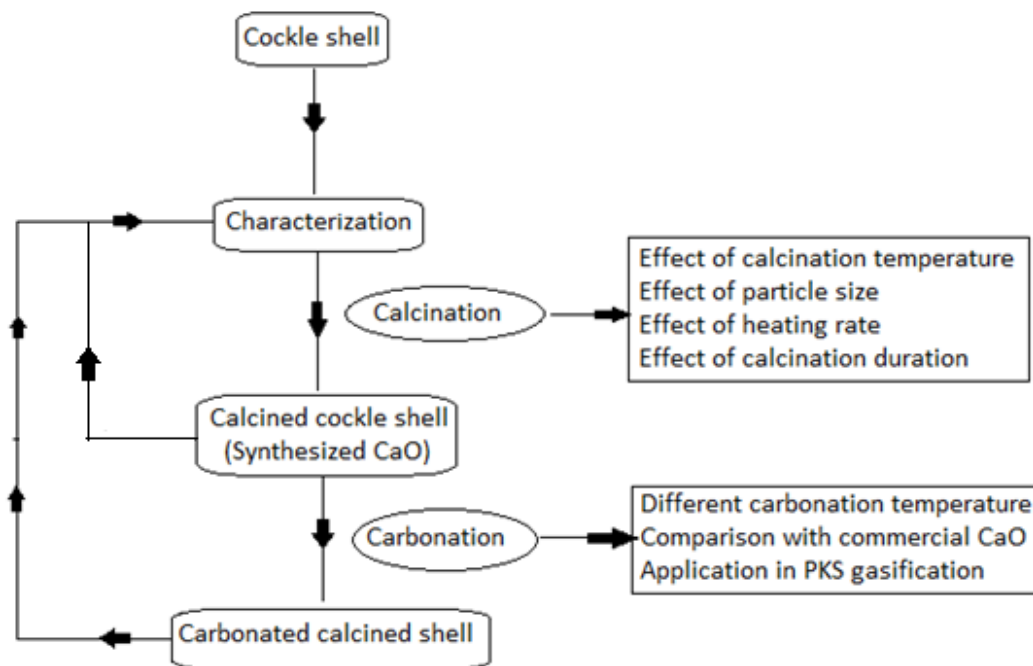 Cockle shell
Characterization
Calcination
Effect of calcination temperature
Effect of particle size
Effect of heating rate
Effect of calcination duration
Calcined cockle shell
(Synthesized CaO)
Carbonation
Different carbonation temperature
Comparison with commercial CaO
Application in PKS gasification
Carbonated calcined shell